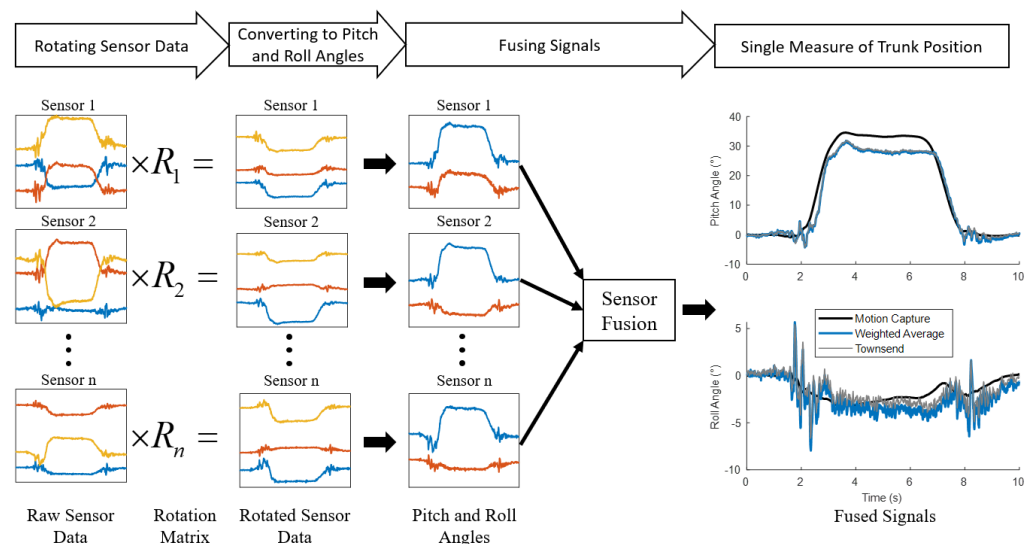 Rotating Sensor Data
Converting to Pitch
and Roll Angles
Fusing Signals
Single Measure of Trunk Position
Sensor 1
×R1=
Sensor 1
Sensor 1
Sensor 2
×R2=
Sensor 2
Sensor 2
Sensor n
×Rn=
Sensor n
Sensor n
Sensor
Fusion
40
30
20
10
0
-10
Pitch Angle (°)
0
2
4
6
8
10
Motion Capture
Weighted Average
Townsend
5
0
-5
-10
Roll Angle (°)
0
2
4
6
8
10
Time (s)
Raw Sensor
Data
Rotation
Matrix
Rotated Sensor
Data
Pitch and Roll
Angles
Fused Signals